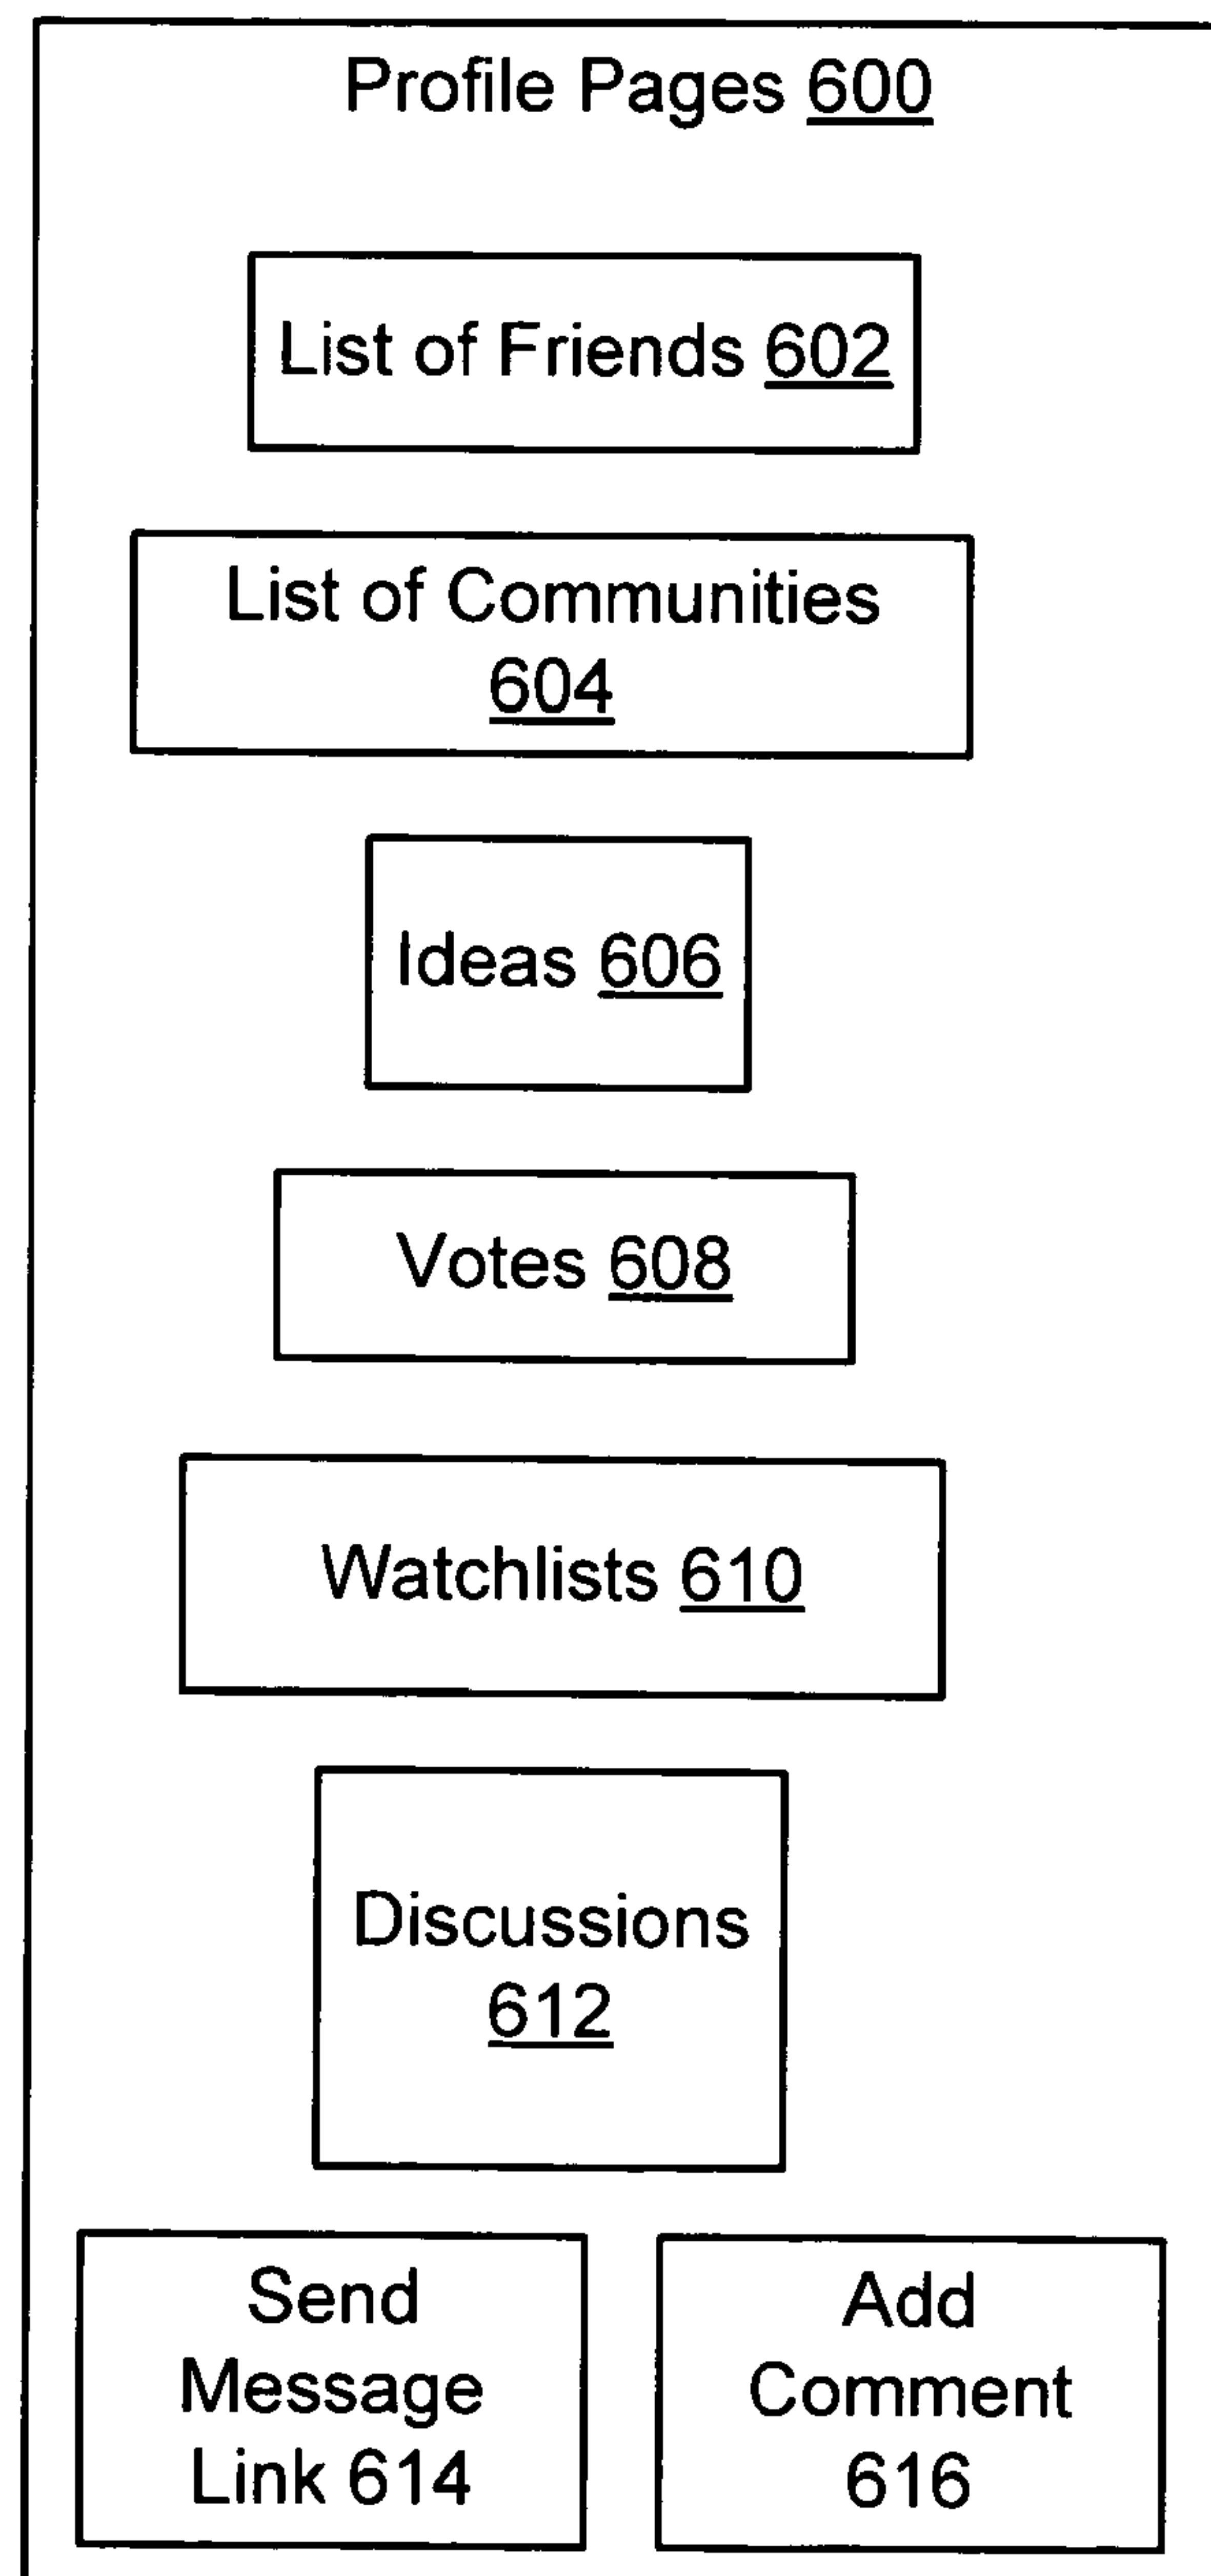 Profile Pages 600
List of Friends 602
List of Communities
604
Ideas 606
Votes 608
Watchlists 610
Discussions
612
Send
Message
Link 614
Add
Comment
616